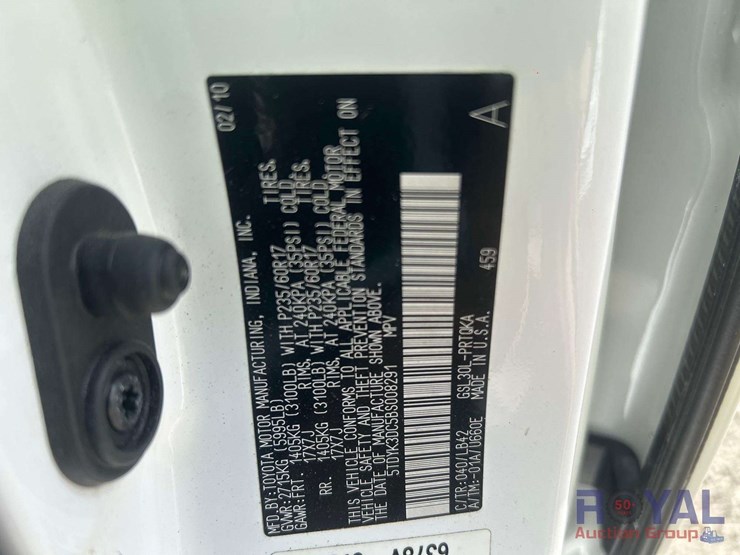 MFD.BY:TOYOTA MOTOR MANUFACTURING, INDIANA, INC. 02/10
GVWR:2715KG(5995LB)
GAWR:FRT. 1405KG(3100LB) WITH P235/60R17 TIRES.
17X7J RIMS, AT 240KPA (35PSI) COLD.
RR. 1405KG (3100LB) WITH P235/60R17 TIRES.
17X7J RIMS, AT 240KPA (35PSI) COLD.
THIS VEHICLE CONFORMS TO ALL APPLICABLE FEDERAL MOTOR
VEHICLE SAFETY AND THEFT PREVENTION STANDARDS IN EFFECT ON
THE DATE OF MANUFACTURE SHOWN ABOVE.
5TDYK3DC5BS008291 MPV
459
C/TR:040/LB42 GSL30L-PRTQKA
A/TM:-01A/U660E MADE IN U.S.A.
A
50
ROYAL
Auction Group